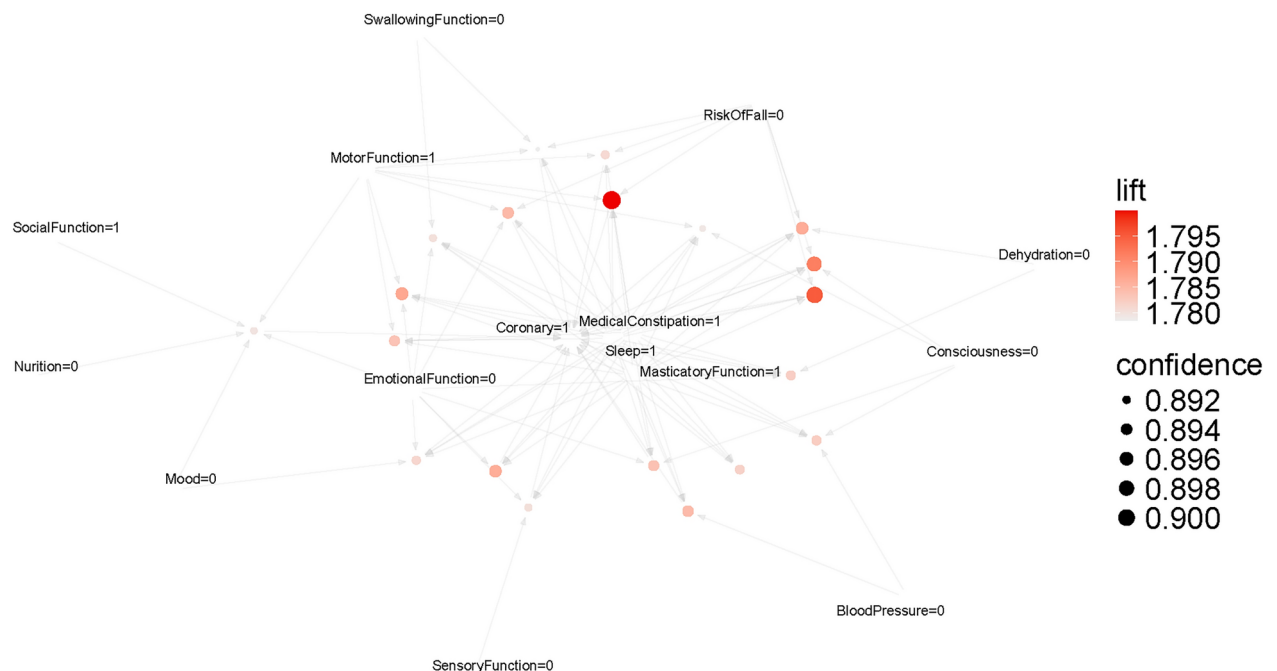 SwallowingFunction=0
RiskOfFall=0
MotorFunction=1
SocialFunction=1
Dehydration=0
MedicalConstipation=1
Coronary=1
Sleep=1
Consciousness=0
Nurition=0
MasticatoryFunction=1
EmotionalFunction=0
Mood=0
BloodPressure=0
SensoryFunction=0
lift
1.795
1.790
1.785
1.780
confidence
0.892
0.894
0.896
0.898
0.900